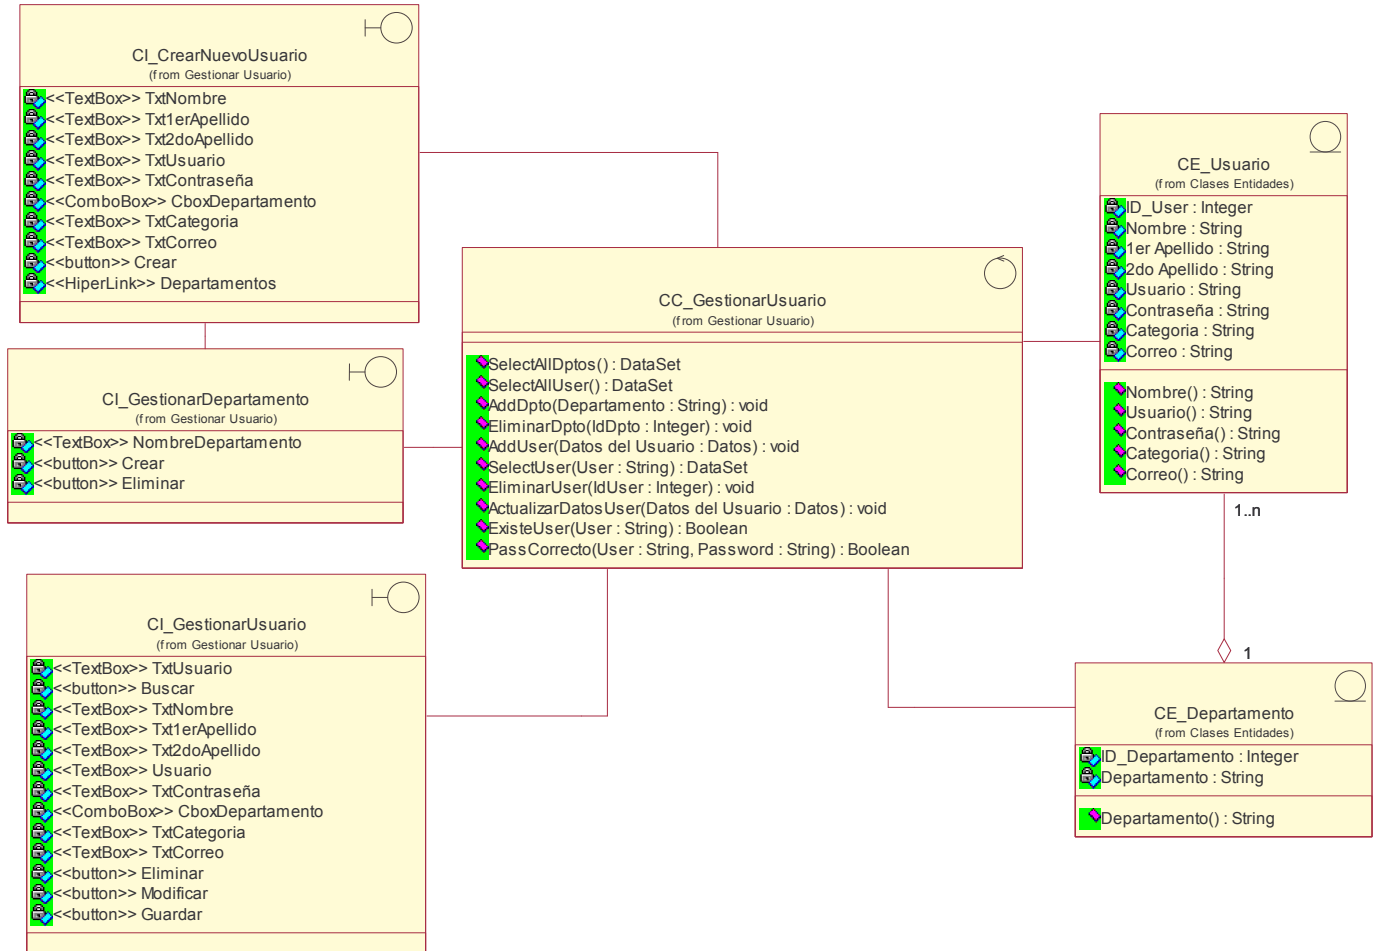 CI_CrearNuevoUsuario
(from Gestionar Usuario)
<<TextBox>> TxtNombre
<<TextBox>> Txt1erApellido
<<TextBox>> Txt2doApellido
<<TextBox>> TxtUsuario
<<TextBox>> TxtContraseña
<<ComboBox>> CboxDepartamento
<<TextBox>> TxtCategoria
<<TextBox>> TxtCorreo
<<button>> Crear
<<HiperLink>> Departamentos
CI_GestionarDepartamento
(from Gestionar Usuario)
<<TextBox>> NombreDepartamento
<<button>> Crear
<<button>> Eliminar
CI_GestionarUsuario
(from Gestionar Usuario)
<<TextBox>> TxtUsuario
<<button>> Buscar
<<TextBox>> TxtNombre
<<TextBox>> Txt1erApellido
<<TextBox>> Txt2doApellido
<<TextBox>> Usuario
<<TextBox>> TxtContraseña
<<ComboBox>> CboxDepartamento
<<TextBox>> TxtCategoria
<<TextBox>> TxtCorreo
<<button>> Eliminar
<<button>> Modificar
<<button>> Guardar
CC_GestionarUsuario
(from Gestionar Usuario)
SelectAllDptos() : DataSet
SelectAllUser() : DataSet
AddDpto(Departamento : String) : void
EliminarDpto(IdDpto : Integer) : void
AddUser(Datos del Usuario : Datos) : void
SelectUser(User : String) : DataSet
EliminarUser(IdUser : Integer) : void
ActualizarDatosUser(Datos del Usuario : Datos) : void
ExisteUser(User : String) : Boolean
PassCorrecto(User : String, Password : String) : Boolean
CE_Usuario
(from Clases Entidades)
ID_User : Integer
Nombre : String
1er Apellido : String
2do Apellido : String
Usuario : String
Contraseña : String
Categoria : String
Correo : String
Nombre() : String
Usuario() : String
Contraseña() : String
Categoria() : String
Correo() : String
1..n
1
CE_Departamento
(from Clases Entidades)
ID_Departamento : Integer
Departamento : String
Departamento() : String